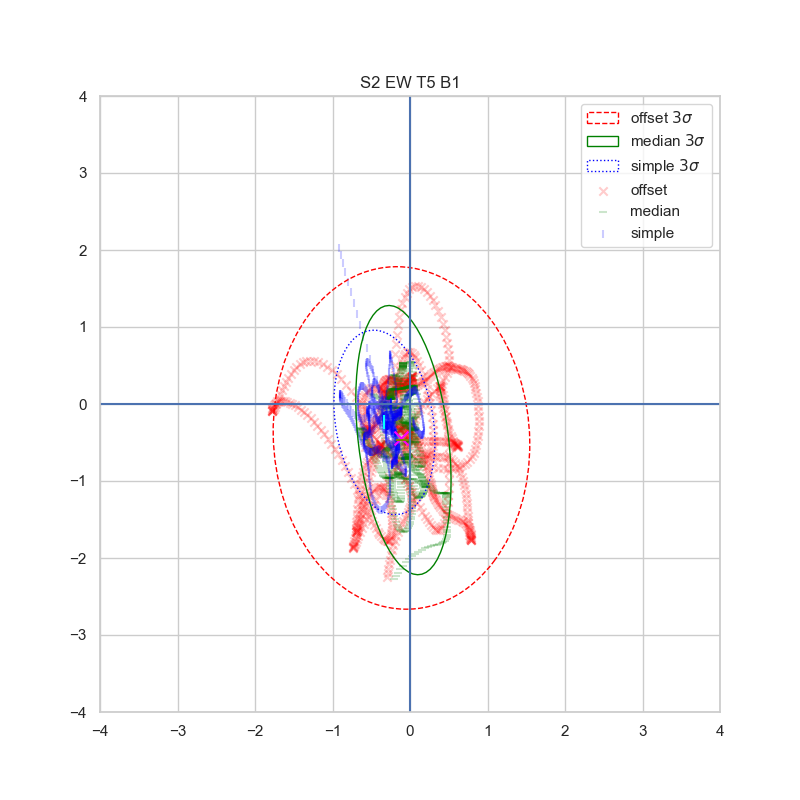 S2 EW T5 B1
offset 3σ
median 3σ
simple 3σ
offset
median
simple
4
3
2
1
0
−1
−2
−3
−4
−4 −3 −2 −1 0 1 2 3 4